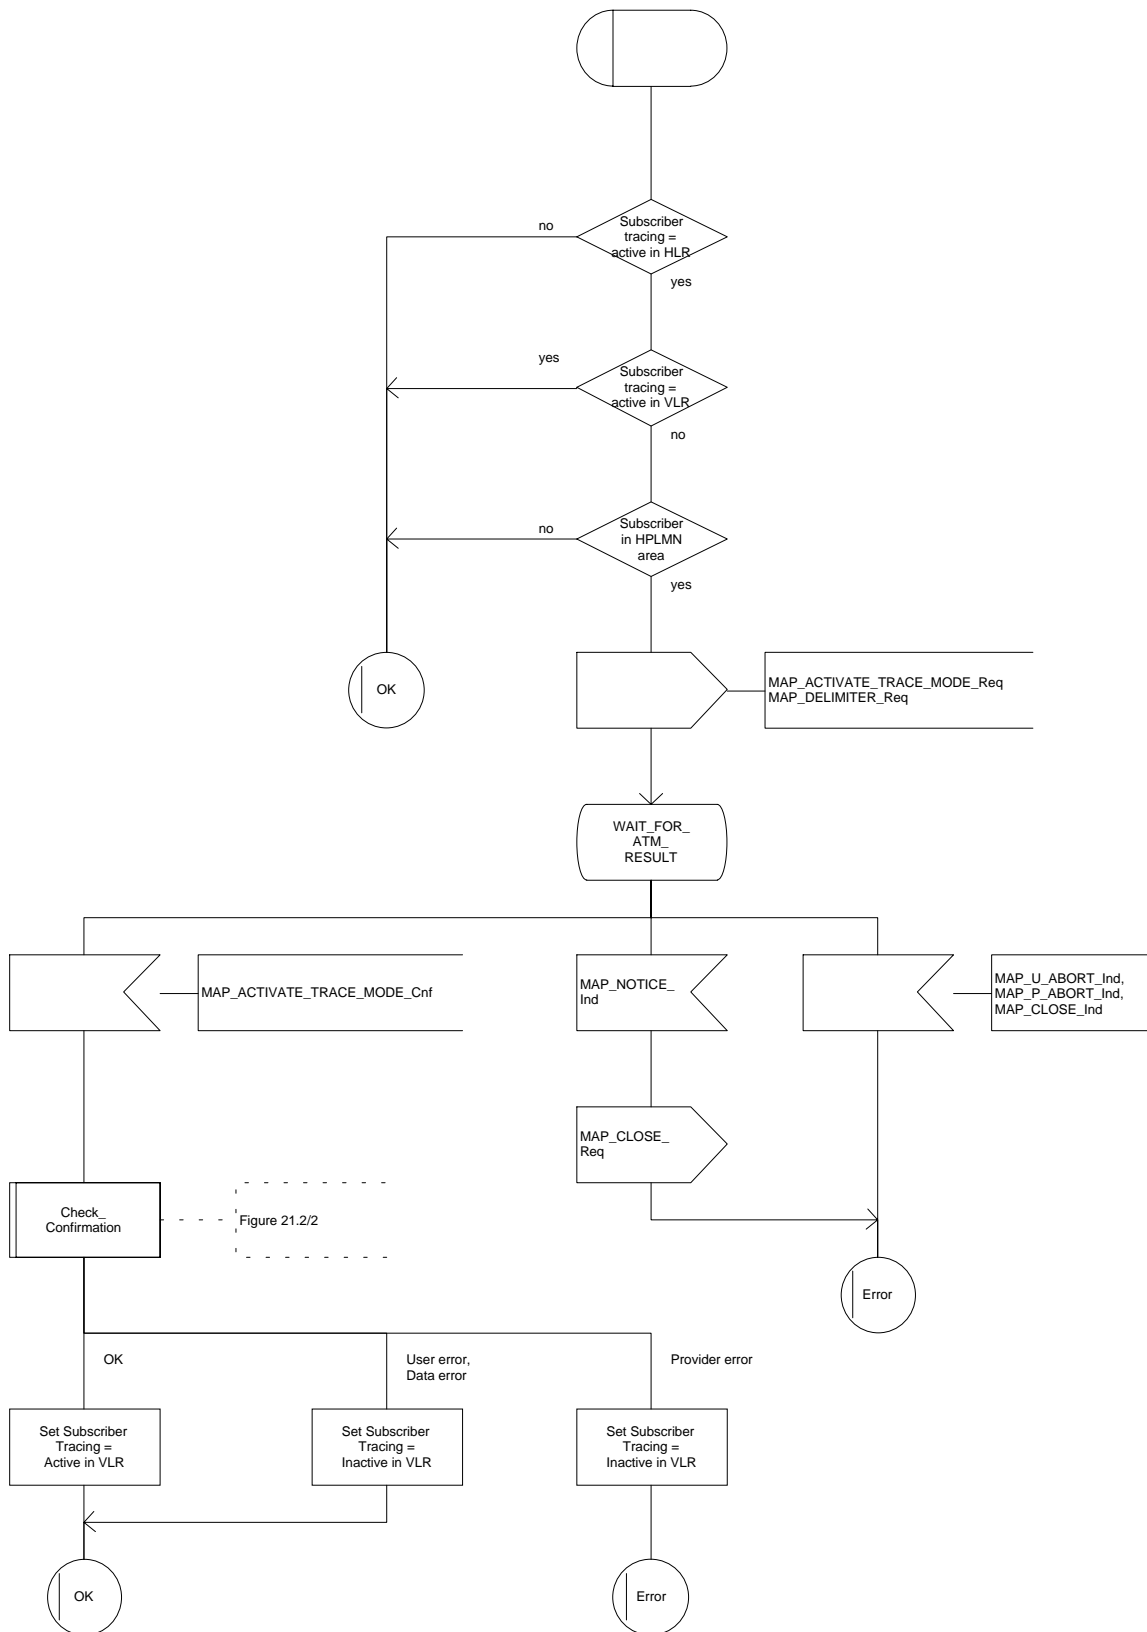 Subscriber
tracing =
active in HLR
no
yes
Subscriber
tracing =
active in VLR
yes
no
Subscriber
in HPLMN
area
no
yes
OK
MAP_ACTIVATE_TRACE_MODE_Req
MAP_DELIMITER_Req
WAIT_FOR_
ATM_
RESULT
MAP_ACTIVATE_TRACE_MODE_Cnf
MAP_NOTICE_
Ind
MAP_U_ABORT_Ind,
MAP_P_ABORT_Ind,
MAP_CLOSE_Ind
MAP_CLOSE_
Req
Check_
Confirmation
Figure 21.2/2
Error
OK
User error,
Data error
Provider error
Set Subscriber
Tracing =
Active in VLR
Set Subscriber
Tracing =
Inactive in VLR
Set Subscriber
Tracing =
Inactive in VLR
OK
Error